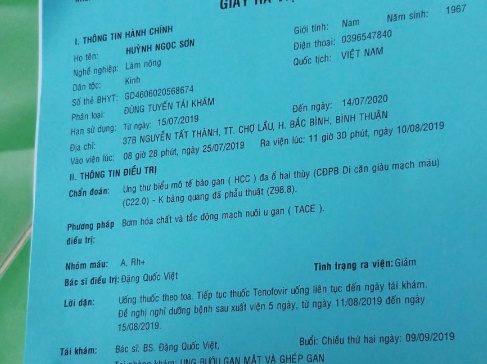 GIẤY RA
I. THÔNG TIN HÀNH CHÍNH
Họ tên: HUỲNH NGỌC SƠN Giới tính: Nam Năm sinh: 1967
Nghề nghiệp: Làm nông Điện thoại: 0396547840
Dân tộc: Kinh Quốc tịch: VIỆT NAM
Số thẻ BHYT: GD4606020568674
Phân loại: ĐÚNG TUYẾN TÁI KHÁM
Hạn sử dụng: Từ ngày: 15/07/2019 Đến ngày: 14/07/2020
Địa chỉ: 37B NGUYỄN TẤT THÀNH, TT. CHỢ LẦU, H. BẮC BÌNH, BÌNH THUẬN
Vào viện lúc: 08 giờ 28 phút, ngày 25/07/2019 Ra viện lúc: 11 giờ 30 phút, ngày 10/08/2019
II. THÔNG TIN ĐIỀU TRỊ
Chẩn đoán: Ung thư biểu mô tế bào gan ( HCC ) đa ổ hai thùy (CĐPB Di căn giàu mạch máu)
(C22.0) - K bàng quang đã phẫu thuật (Z98.8).
Phương pháp Bơm hóa chất và tắc động mạch nuôi u gan ( TACE ).
điều trị:
Nhóm máu: A, Rh+
Bác sĩ điều trị: Đặng Quốc Việt Tình trạng ra viện: Giảm
Lời dặn: Uống thuốc theo toa. Tiếp tục thuốc Tenofovir uống liên tục đến ngày tái khám.
Đề nghị nghỉ dưỡng bệnh sau xuất viện 5 ngày, từ ngày 11/08/2019 đến ngày
15/08/2019.
Tái khám: Bác sĩ: BS. Đặng Quốc Việt, Buổi: Chiều thứ hai ngày: 09/09/2019
khám: UNG BƯỚU GAN MẬT VÀ GHÉP GAN